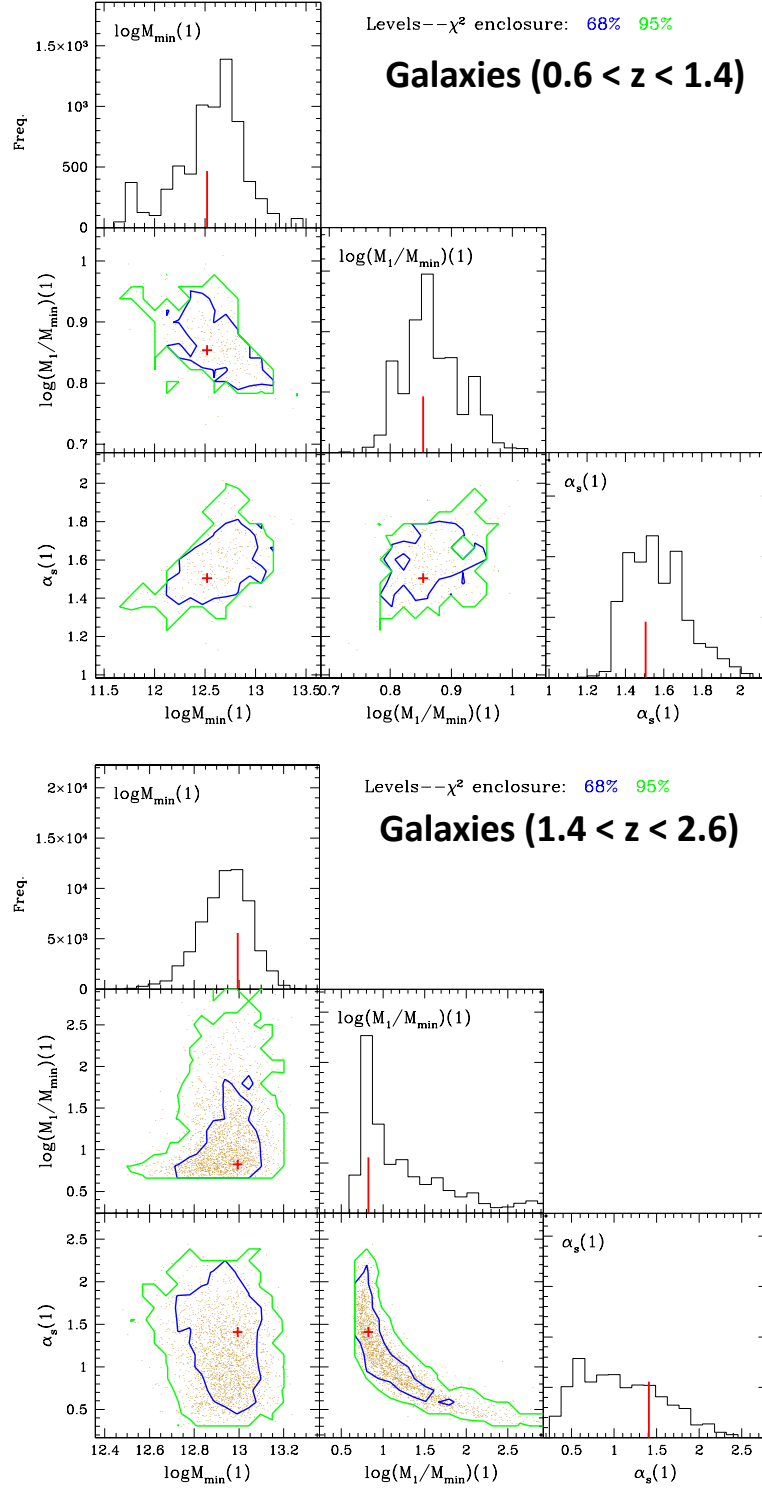 logM_min(1)
Levels--χ² enclosure: 68% 95%
Galaxies (0.6 < z < 1.4)
Freq.
1.5×10³
10³
500
0
log(M₁/M_min)(1)
1
0.9
0.8
0.7
log(M₁/M_min)(1)
α_s(1)
2
1.8
1.6
1.4
1.2
1
α_s(1)
11.5 12 12.5 13 13.5
logM_min(1)
0.7 0.8 0.9 1
log(M₁/M_min)(1)
1 1.2 1.4 1.6 1.8 2
α_s(1)
logM_min(1)
Levels--χ² enclosure: 68% 95%
Galaxies (1.4 < z < 2.6)
Freq.
2×10⁴
1.5×10⁴
10⁴
5×10³
0
log(M₁/M_min)(1)
2.5
2
1.5
1
0.5
log(M₁/M_min)(1)
α_s(1)
2.5
2
1.5
1
0.5
α_s(1)
12.4 12.6 12.8 13 13.2
logM_min(1)
0.5 1 1.5 2 2.5
log(M₁/M_min)(1)
0.5 1 1.5 2 2.5
α_s(1)